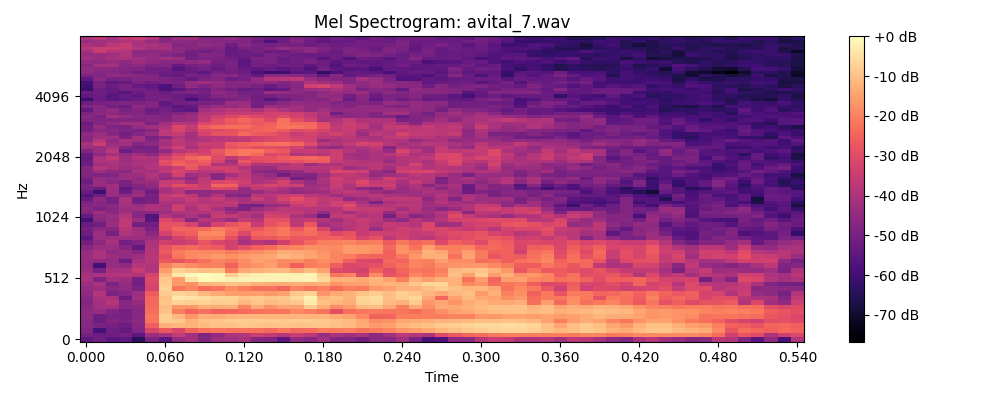 Mel Spectrogram: avital_7.wav
Hz
4096
2048
1024
512
0
0.000 0.060 0.120 0.180 0.240 0.300 0.360 0.420 0.480 0.540
Time
+0 dB
-10 dB
-20 dB
-30 dB
-40 dB
-50 dB
-60 dB
-70 dB